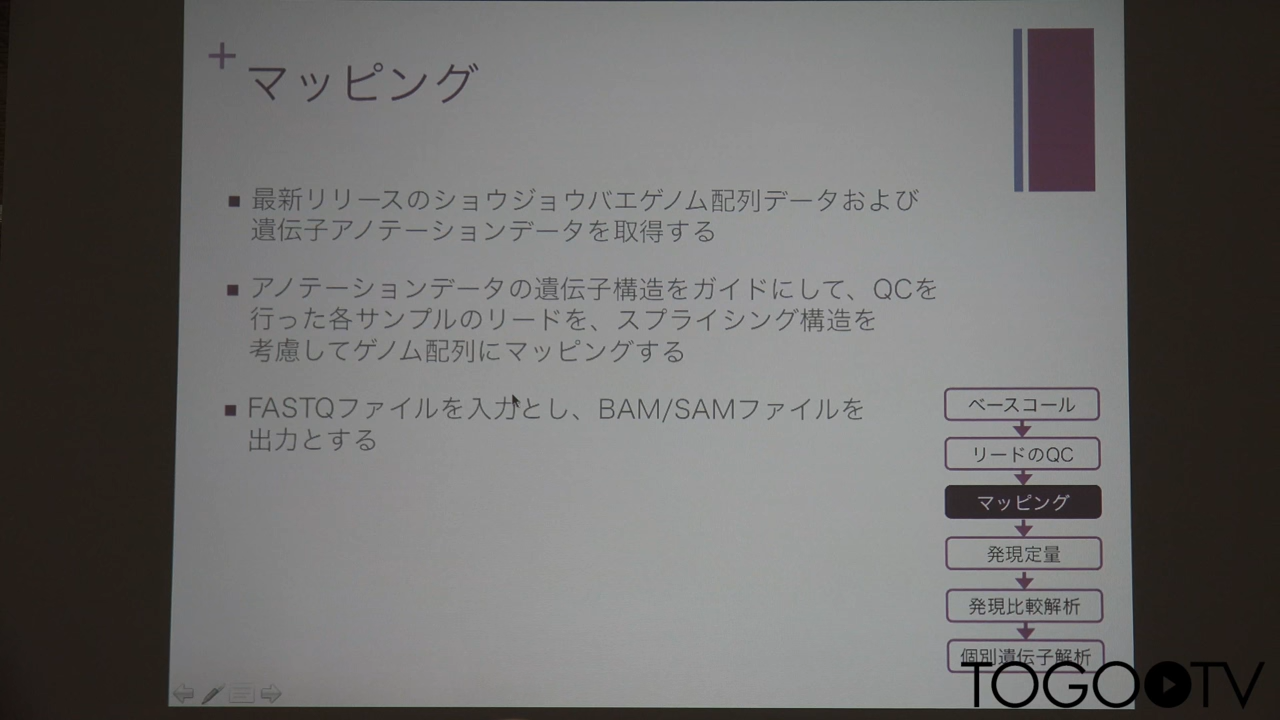 + マッピング
■ 最新リリースのショウジョウバエゲノム配列データおよび
遺伝子アノテーションデータを取得する
■ アノテーションデータの遺伝子構造をガイドにして、QCを
行った各サンプルのリードを、スプライシング構造を
考慮してゲノム配列にマッピングする
■ FASTQファイルを入力とし、BAM/SAMファイルを
出力とする
ベースコール
リードのQC
マッピング
発現定量
発現比較解析
個別遺伝子解析
TOGO TV